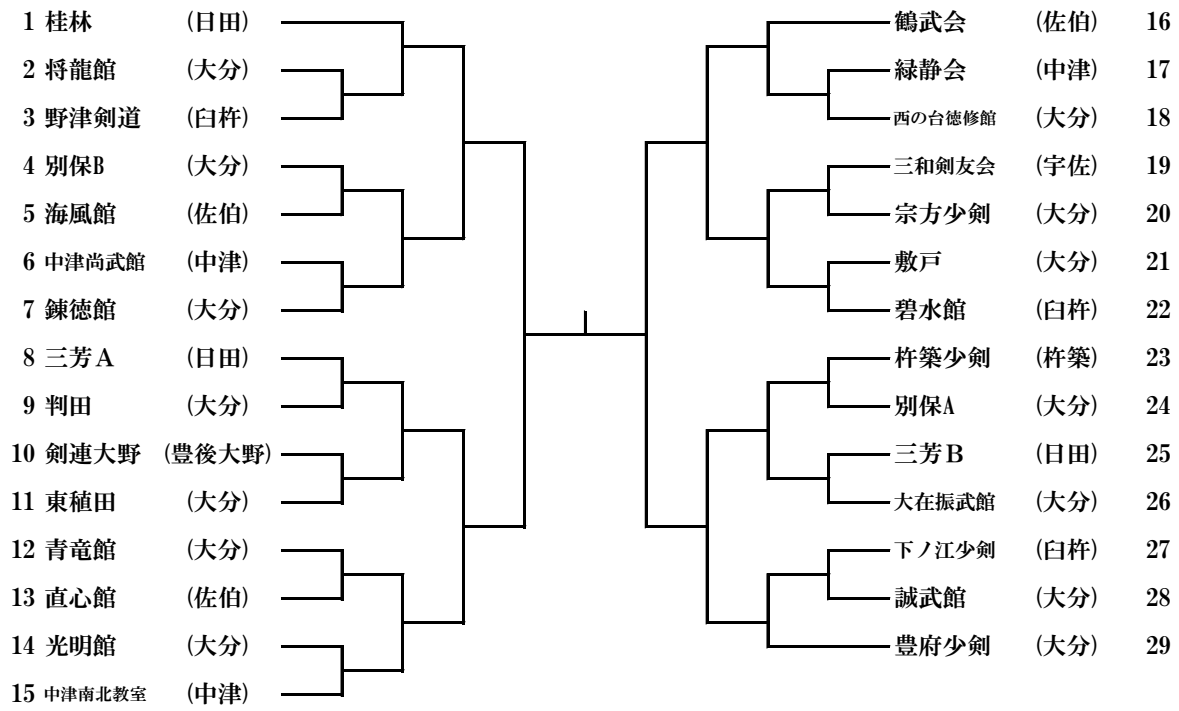 1 桂林 (日田)
2 将龍館 (大分)
3 野津剣道 (臼杵)
4 別保B (大分)
5 海風館 (佐伯)
6 中津尚武館 (中津)
7 錬徳館 (大分)
8 三芳A (日田)
9 判田 (大分)
10 剣連大野 (豊後大野)
11 東稙田 (大分)
12 青竜館 (大分)
13 直心館 (佐伯)
14 光明館 (大分)
15 中津南北教室 (中津)
鶴武会 (佐伯) 16
緑静会 (中津) 17
西の台徳修館 (大分) 18
三和剣友会 (宇佐) 19
宗方少剣 (大分) 20
敷戸 (大分) 21
碧水館 (臼杵) 22
杵築少剣 (杵築) 23
別保A (大分) 24
三芳B (日田) 25
大在振武館 (大分) 26
下ノ江少剣 (臼杵) 27
誠武館 (大分) 28
豊府少剣 (大分) 29